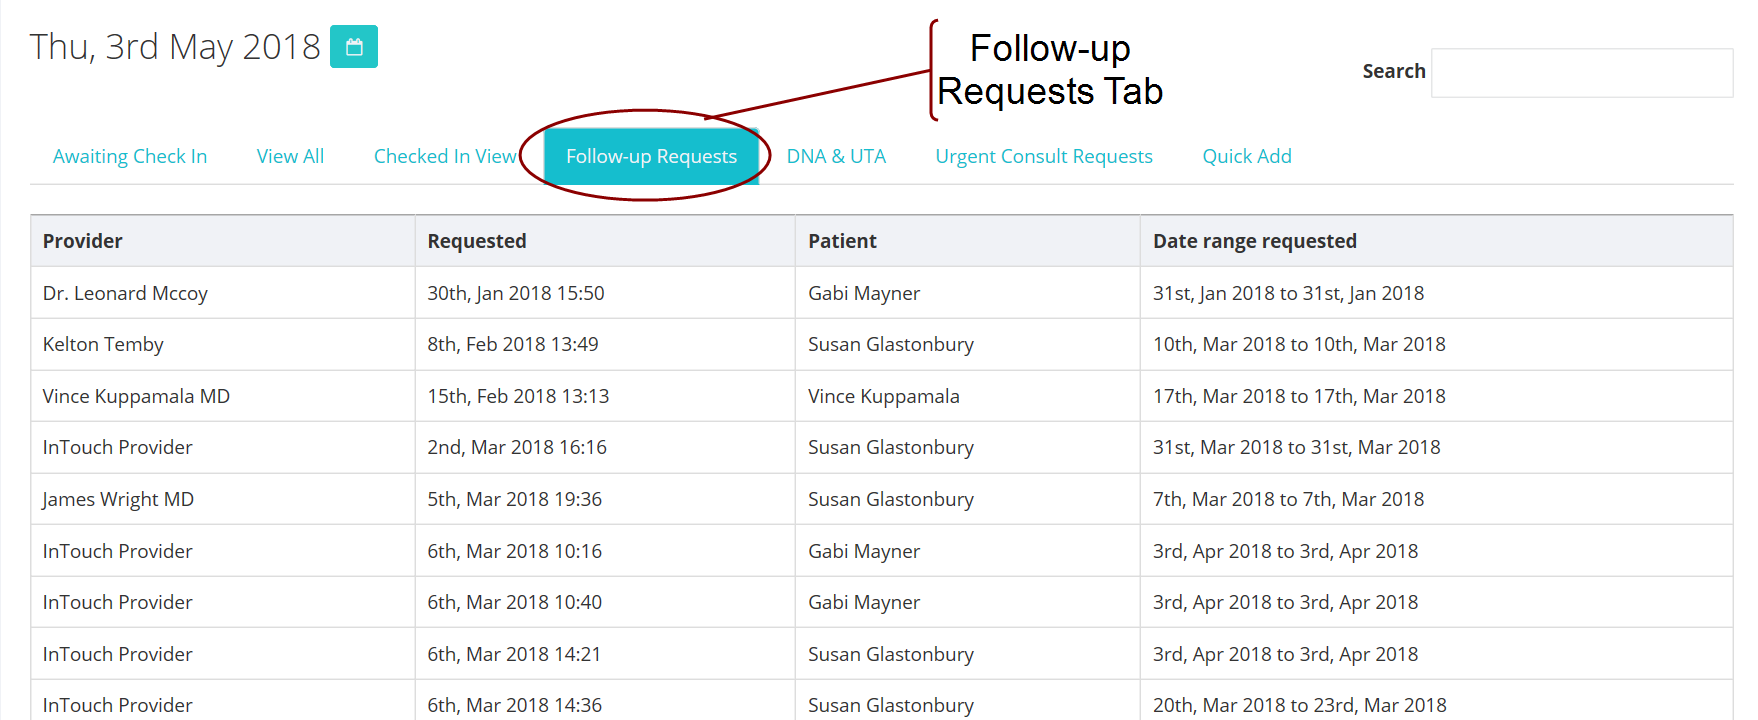 Thu, 3rd May 2018
Follow-up
Requests Tab
Search
Awaiting Check In View All Checked In View Follow-up Requests DNA & UTA Urgent Consult Requests Quick Add
Provider Requested Patient Date range requested
Dr. Leonard Mccoy 30th, Jan 2018 15:50 Gabi Mayner 31st, Jan 2018 to 31st, Jan 2018
Kelton Temby 8th, Feb 2018 13:49 Susan Glastonbury 10th, Mar 2018 to 10th, Mar 2018
Vince Kuppamala MD 15th, Feb 2018 13:13 Vince Kuppamala 17th, Mar 2018 to 17th, Mar 2018
InTouch Provider 2nd, Mar 2018 16:16 Susan Glastonbury 31st, Mar 2018 to 31st, Mar 2018
James Wright MD 5th, Mar 2018 19:36 Susan Glastonbury 7th, Mar 2018 to 7th, Mar 2018
InTouch Provider 6th, Mar 2018 10:16 Gabi Mayner 3rd, Apr 2018 to 3rd, Apr 2018
InTouch Provider 6th, Mar 2018 10:40 Gabi Mayner 3rd, Apr 2018 to 3rd, Apr 2018
InTouch Provider 6th, Mar 2018 14:21 Susan Glastonbury 3rd, Apr 2018 to 3rd, Apr 2018
InTouch Provider 6th, Mar 2018 14:36 Susan Glastonbury 20th, Mar 2018 to 23rd, Mar 2018